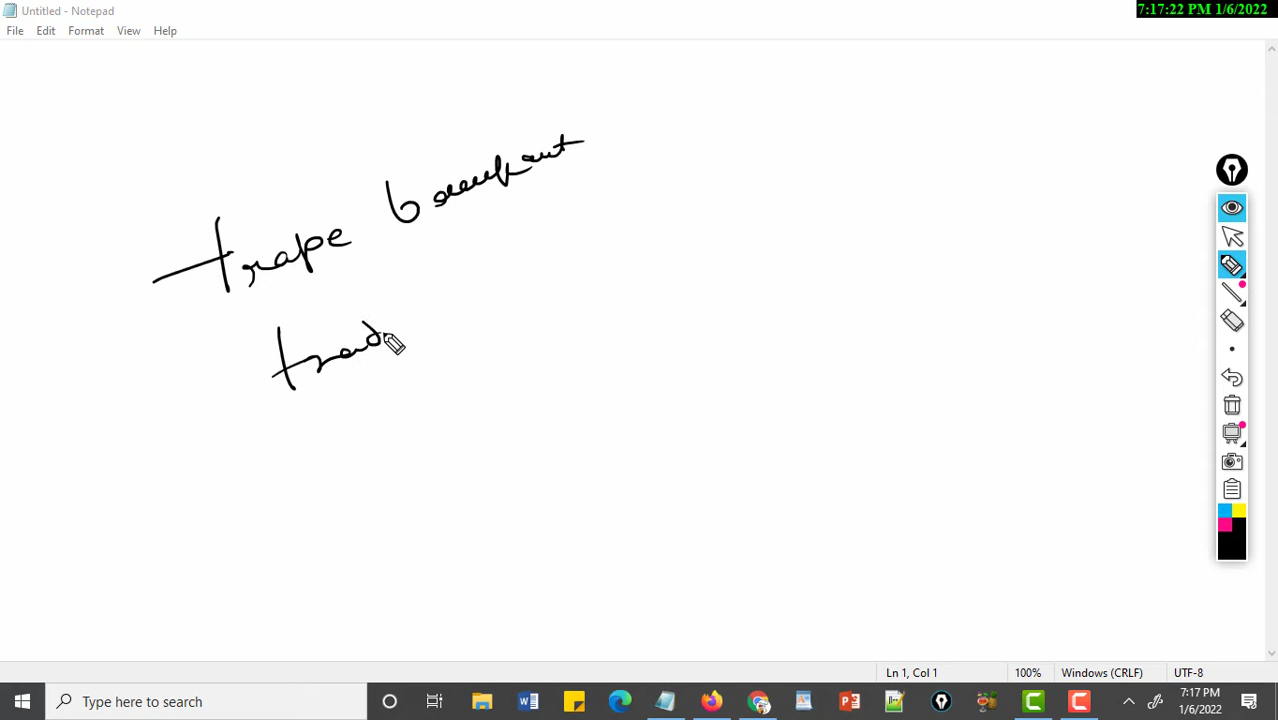 Untitled - Notepad
7:17:22 PM 1/6/2022
File Edit Format View Help
trape
Ln 1, Col 1 100% Windows (CRLF) UTF-8
Type here to search
7:17 PM
1/6/2022